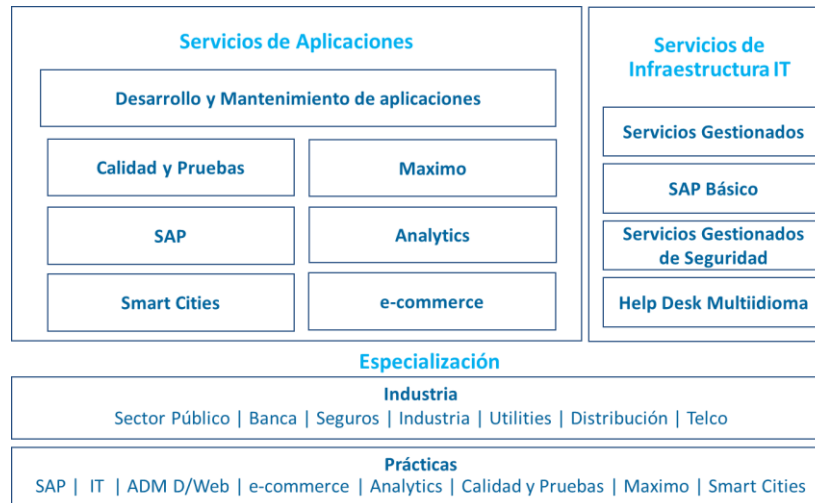 Servicios de Aplicaciones
Desarrollo y Mantenimiento de aplicaciones
Calidad y Pruebas
Maximo
SAP
Analytics
Smart Cities
e-commerce
Servicios de
Infraestructura IT
Servicios Gestionados
SAP Básico
Servicios Gestionados
de Seguridad
Help Desk Multiidioma
Especialización
Industria
Sector Público | Banca | Seguros | Industria | Utilities | Distribución | Telco
Prácticas
SAP | IT | ADM D/Web | e-commerce | Analytics | Calidad y Pruebas | Maximo | Smart Cities